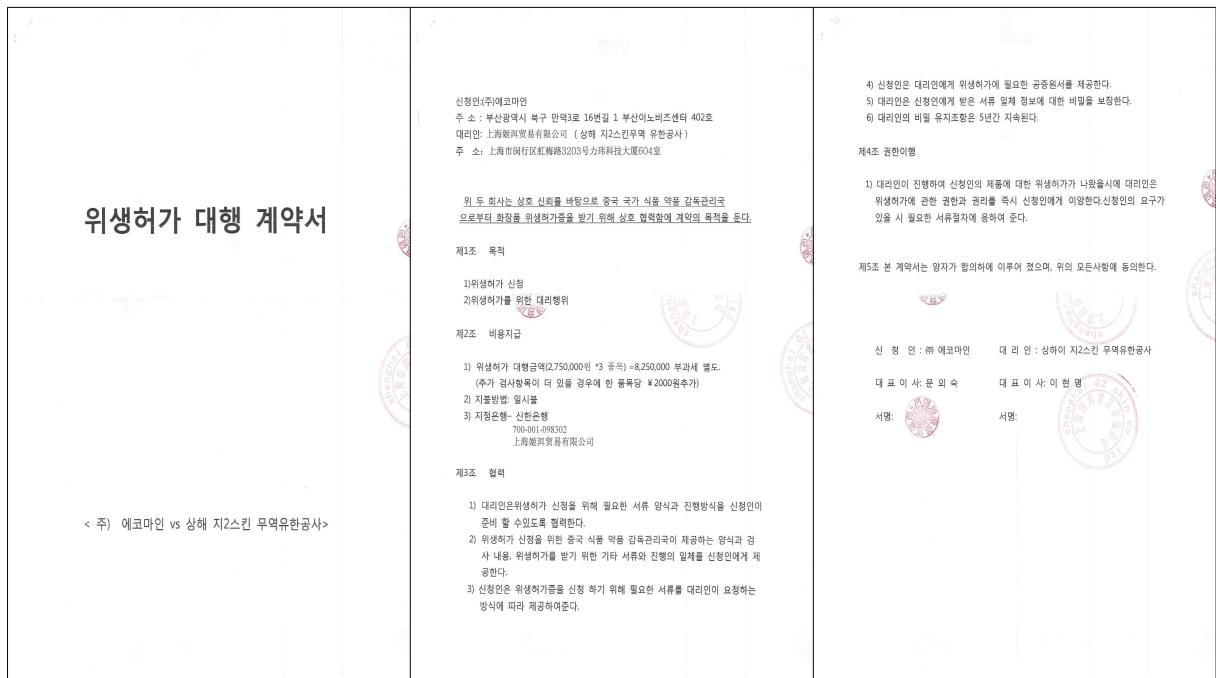 위생허가 대행 계약서
< 주) 에코마인 vs 상해 지2스킨 무역유한공사>
신청인:(주)에코마인
주 소 : 부산광역시 북구 만덕3로 16번길 1 부산이노비즈센터 402호
대리인: 上海姬洱贸易有限公司 ( 상해 지2스킨무역 유한공사 )
주 소: 上海市闵行区虹梅路3203号力玮科技大厦604室
위 두 회사는 상호 신뢰를 바탕으로 중국 국가 식품 약품 감독관리국
으로부터 화장품 위생허가증을 받기 위해 상호 협력함에 계약의 목적을 둔다.
제1조 목적
1)위생허가 신청
2)위생허가를 위한 대리행위
제2조 비용지급
1) 위생허가 대행금액(2,750,000원 *3 품목) =8,250,000 부과세 별도.
(추가 검사항목이 더 있을 경우에 한 품목당 ¥2000원추가)
2) 지불방법: 일시불
3) 지정은행– 신한은행
700-001-098302
上海姬洱贸易有限公司
제3조 협력
1) 대리인은위생허가 신청을 위해 필요한 서류 양식과 진행방식을 신청인이
준비 할 수있도록 협력한다.
2) 위생허가 신청을 위한 중국 식품 약품 감독관리국이 제공하는 양식과 검
사 내용, 위생허가를 받기 위한 기타 서류와 진행의 일체를 신청인에게 제
공한다.
3) 신청인은 위생허가증을 신청 하기 위해 필요한 서류를 대리인이 요청하는
방식에 따라 제공하여준다.
4) 신청인은 대리인에게 위생허가에 필요한 공증원서를 제공한다.
5) 대리인은 신청인에게 받은 서류 일체 정보에 대한 비밀을 보장한다.
6) 대리인의 비밀 유지조항은 5년간 지속된다.
제4조 권한이행
1) 대리인이 진행하여 신청인의 제품에 대한 위생허가가 나왔을시에 대리인은
위생허가에 관한 권한과 권리를 즉시 신청인에게 이양한다.신청인의 요구가
있을 시 필요한 서류절차에 응하여 준다.
제5조 본 계약서는 양자가 합의하에 이루어 졌으며, 위의 모든사항에 동의한다.
신 청 인 : ㈜ 에코마인 대 리 인 : 상하이 지2스킨 무역유한공사
대 표 이 사: 문 외 숙 대 표 이 사: 이 현 명
서명: 서명:
shanghai G2 skin co., ltd